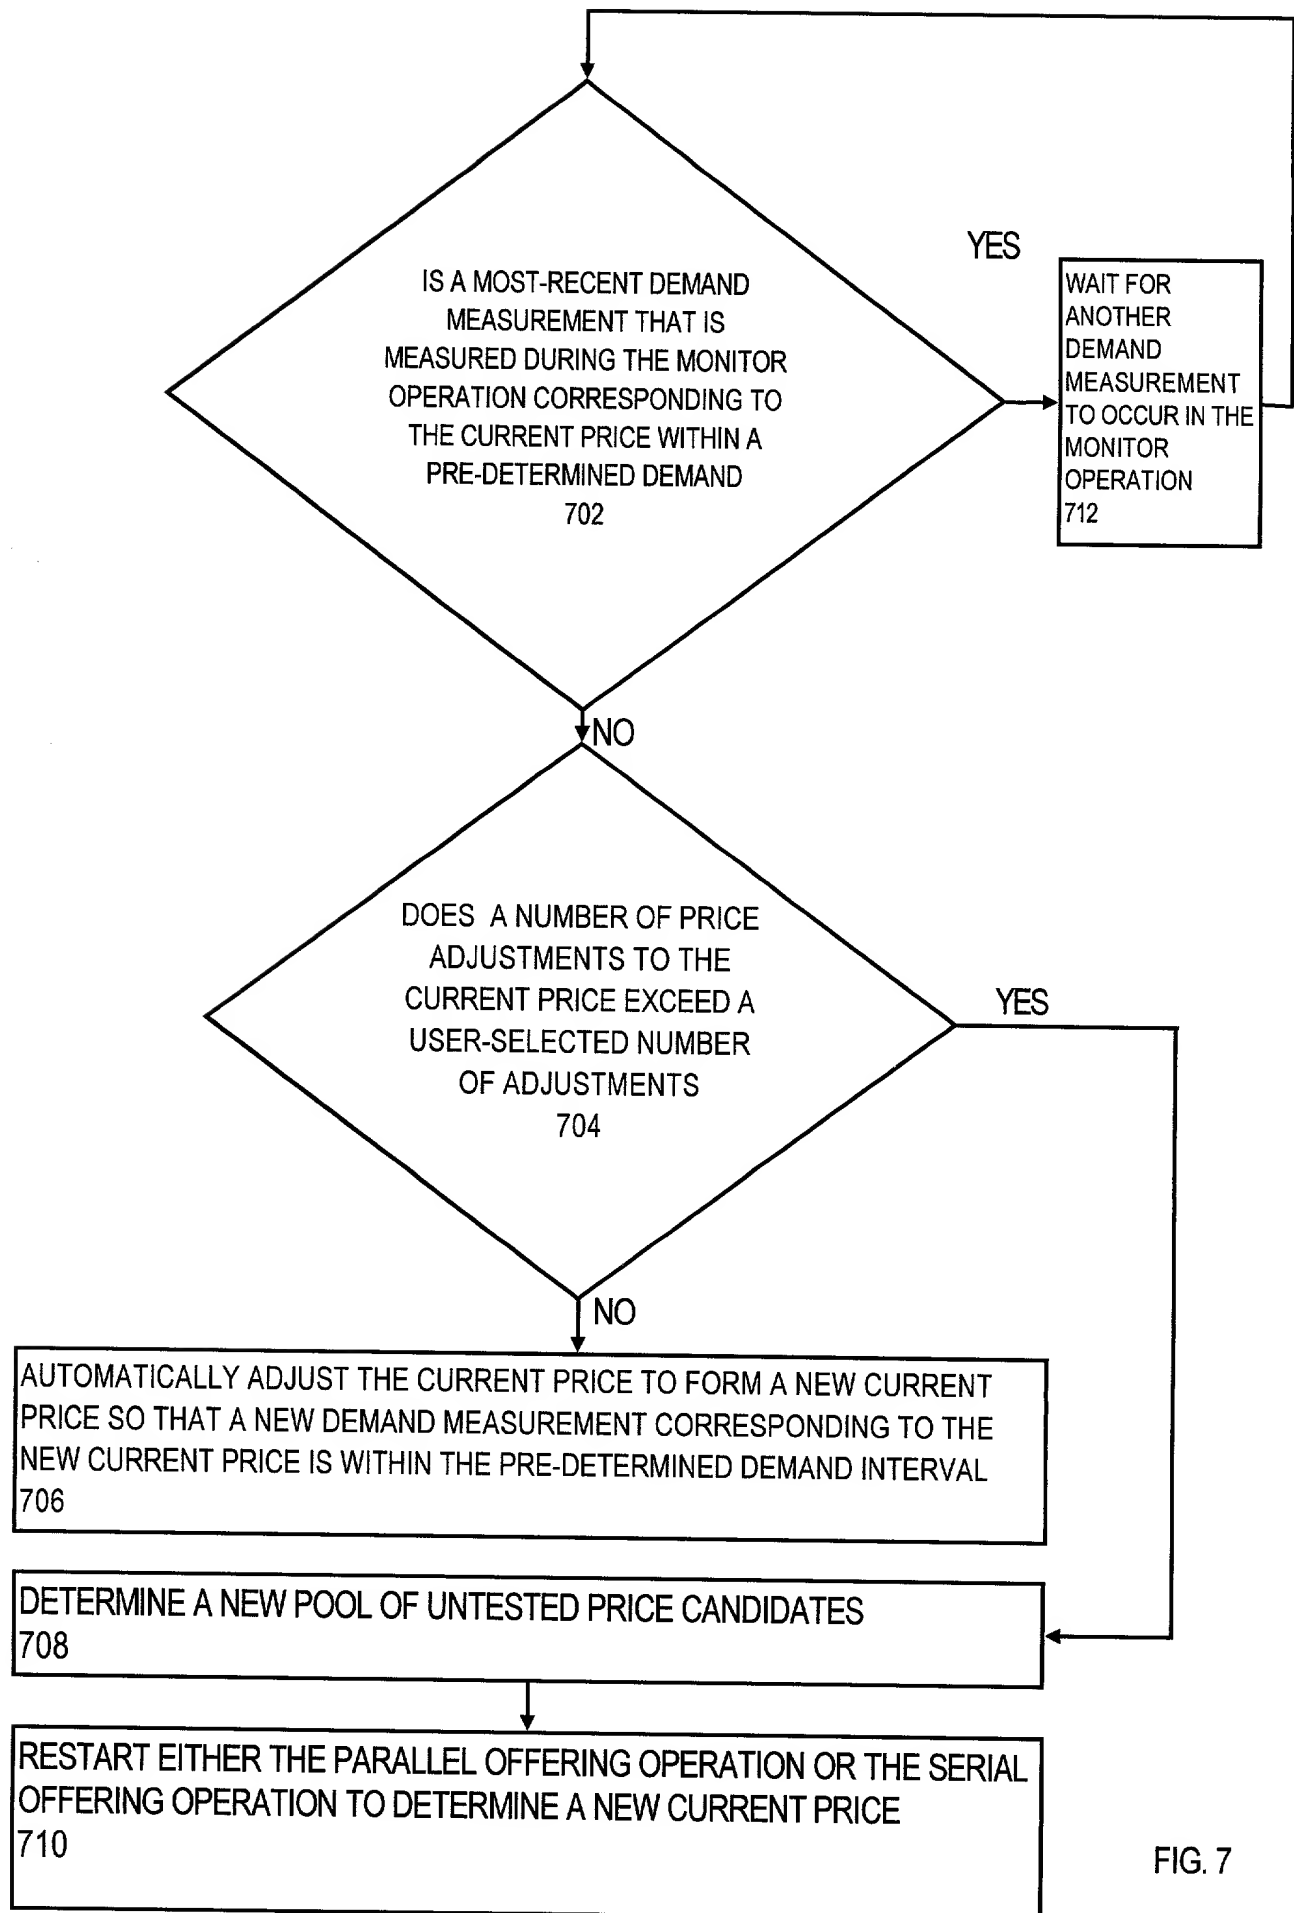 IS A MOST-RECENT DEMAND
MEASUREMENT THAT IS
MEASURED DURING THE MONITOR
OPERATION CORRESPONDING TO
THE CURRENT PRICE WITHIN A
PRE-DETERMINED DEMAND
702
YES
WAIT FOR
ANOTHER
DEMAND
MEASUREMENT
TO OCCUR IN THE
MONITOR
OPERATION
712
NO
DOES A NUMBER OF PRICE
ADJUSTMENTS TO THE
CURRENT PRICE EXCEED A
USER-SELECTED NUMBER
OF ADJUSTMENTS
704
YES
NO
AUTOMATICALLY ADJUST THE CURRENT PRICE TO FORM A NEW CURRENT
PRICE SO THAT A NEW DEMAND MEASUREMENT CORRESPONDING TO THE
NEW CURRENT PRICE IS WITHIN THE PRE-DETERMINED DEMAND INTERVAL
706
DETERMINE A NEW POOL OF UNTESTED PRICE CANDIDATES
708
RESTART EITHER THE PARALLEL OFFERING OPERATION OR THE SERIAL
OFFERING OPERATION TO DETERMINE A NEW CURRENT PRICE
710
FIG. 7